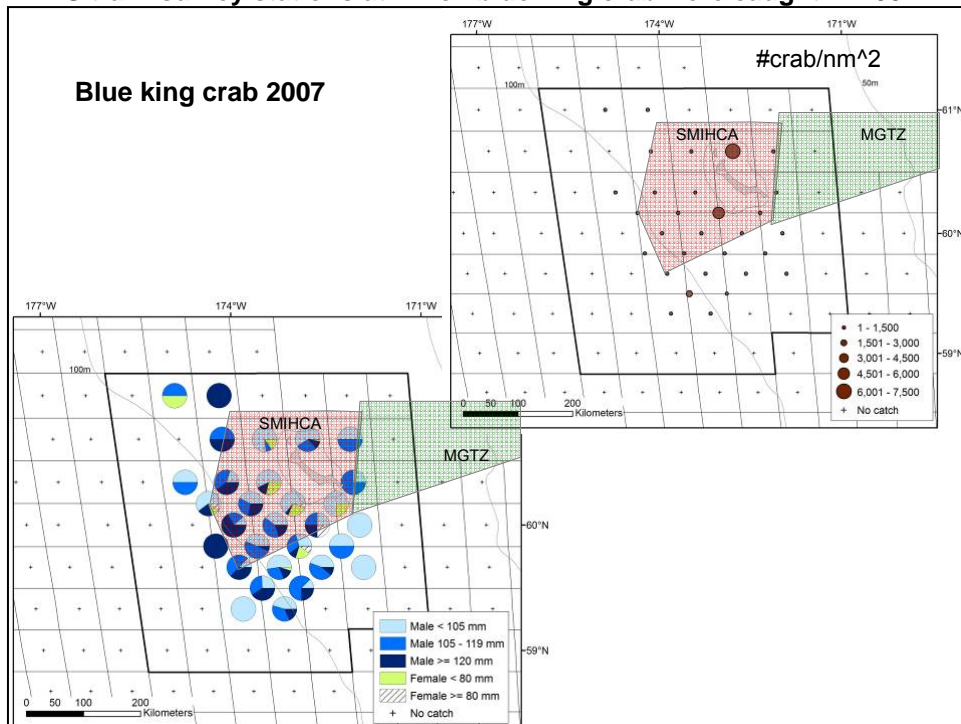 Blue king crab 2007
#crab/nm^2
177°W
174°W
171°W
100m
50m
61°N
SMIHCA
MGTZ
60°N
59°N
1 - 1,500
1,501 - 3,000
3,001 - 4,500
4,501 - 6,000
6,001 - 7,500
+ No catch
0 50 100 200
Kilometers
177°W
174°W
171°W
100m
SMIHCA
MGTZ
60°N
59°N
Male < 105 mm
Male 105 - 119 mm
Male >= 120 mm
Female < 80 mm
Female >= 80 mm
+ No catch
0 50 100 200
Kilometers